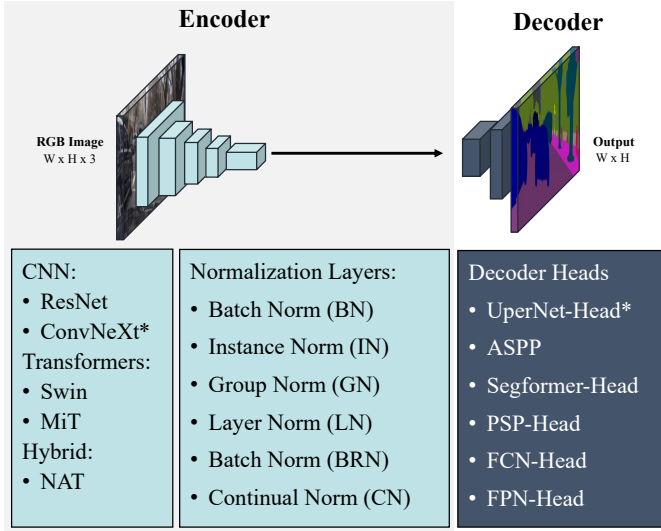 Encoder
Decoder
RGB Image
W x H x 3
Output
W x H
CNN:
• ResNet
• ConvNeXt*
Transformers:
• Swin
• MiT
Hybrid:
• NAT
Normalization Layers:
• Batch Norm (BN)
• Instance Norm (IN)
• Group Norm (GN)
• Layer Norm (LN)
• Batch Norm (BRN)
• Continual Norm (CN)
Decoder Heads
• UperNet-Head*
• ASPP
• Segformer-Head
• PSP-Head
• FCN-Head
• FPN-Head